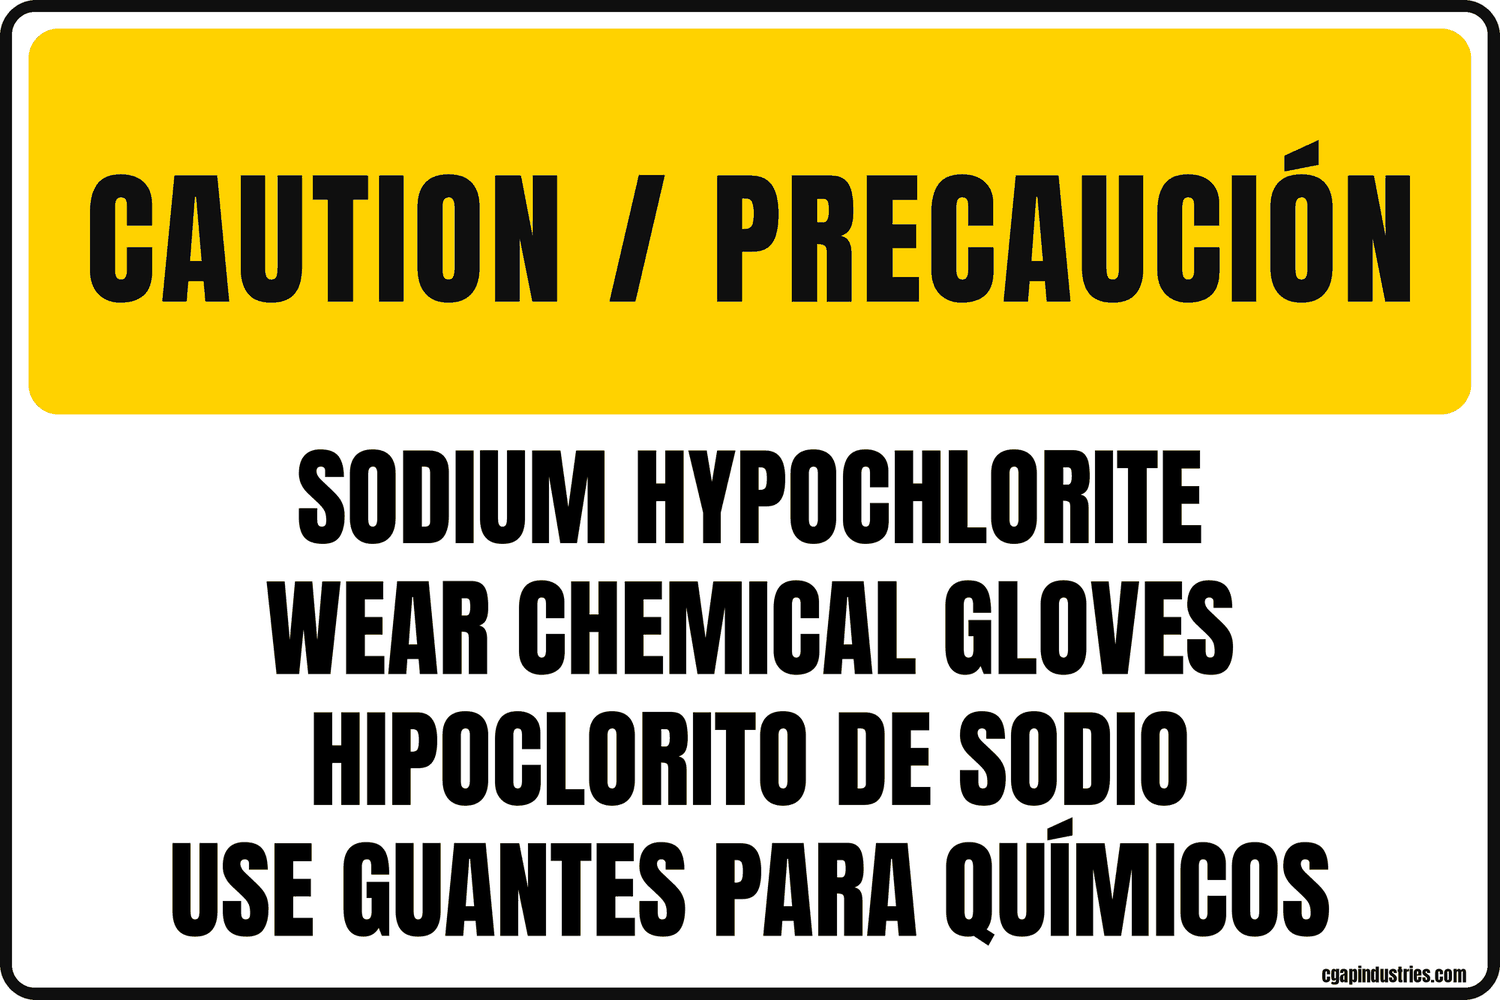 CAUTION / PRECAUCIÓN
SODIUM HYPOCHLORITE
WEAR CHEMICAL GLOVES
HIPOCLORITO DE SODIO
USE GUANTES PARA QUÍMICOS
cgapindustries.com